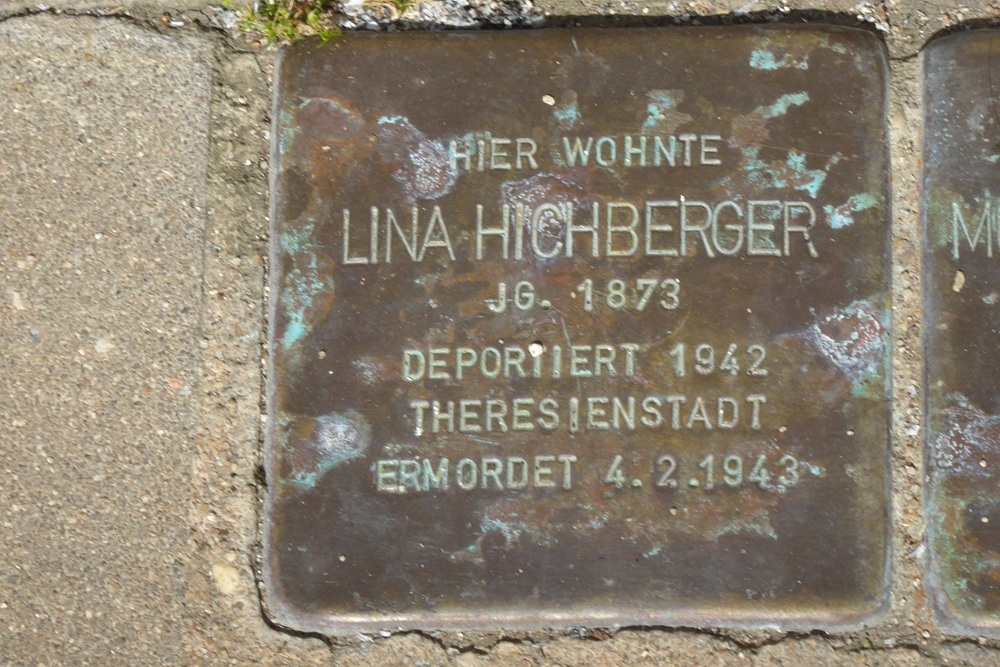 HIER WOHNTE
LINA HICHBERGER
JG. 1873
DEPORTIERT 1942
THERESIENSTADT
ERMORDET 4.2.1943